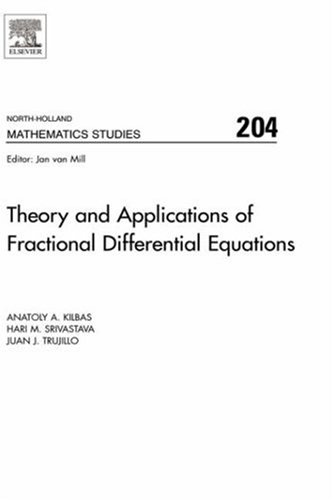 ELSEVIER
NORTH-HOLLAND
MATHEMATICS STUDIES 204
Editor: Jan van Mill
Theory and Applications of
Fractional Differential Equations
ANATOLY A. KILBAS
HARI M. SRIVASTAVA
JUAN J. TRUJILLO